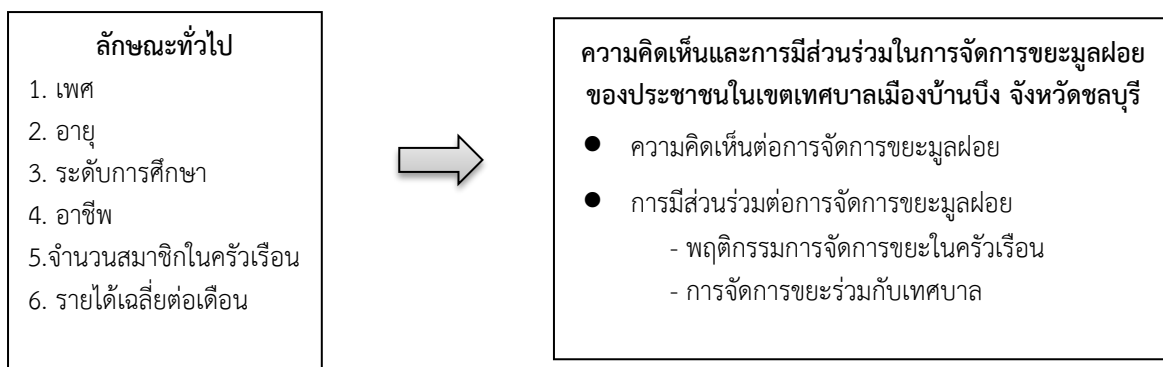 ลักษณะทั่วไป
1. เพศ
2. อายุ
3. ระดับการศึกษา
4. อาชีพ
5.จำนวนสมาชิกในครัวเรือน
6. รายได้เฉลี่ยต่อเดือน
ความคิดเห็นและการมีส่วนร่วมในการจัดการขยะมูลฝอย
ของประชาชนในเขตเทศบาลเมืองบ้านบึง จังหวัดชลบุรี
● ความคิดเห็นต่อการจัดการขยะมูลฝอย
● การมีส่วนร่วมต่อการจัดการขยะมูลฝอย
- พฤติกรรมการจัดการขยะในครัวเรือน
- การจัดการขยะร่วมกับเทศบาล